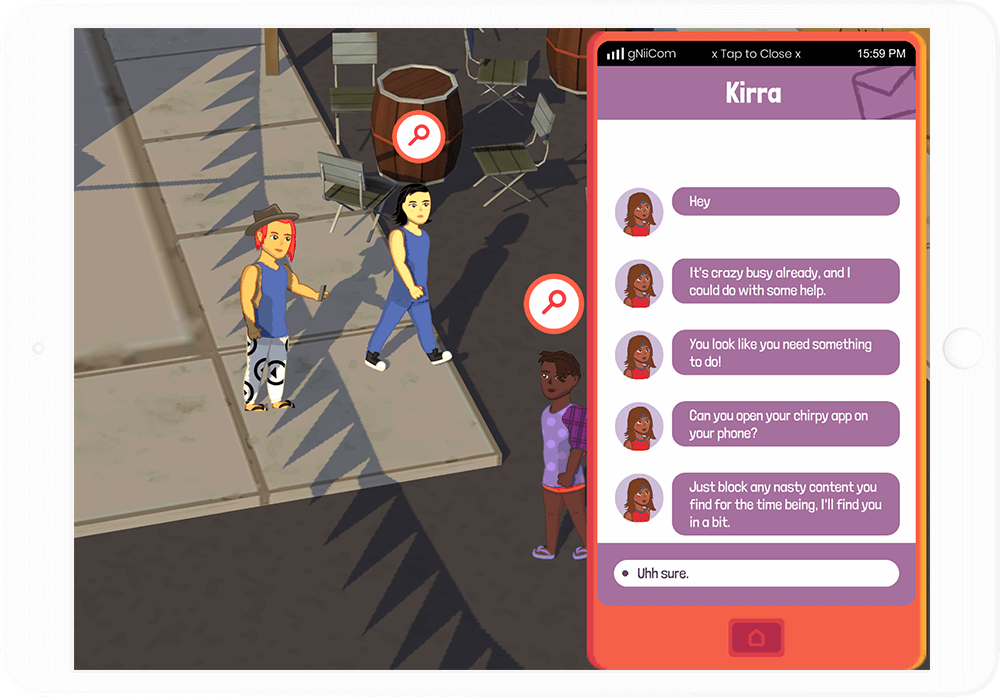 gNiiCom x Tap to Close x 15:59 PM
Kirra
Hey
It's crazy busy already, and I
could do with some help.
You look like you need something
to do!
Can you open your chirpy app on
your phone?
Just block any nasty content you
find for the time being, I'll find you
in a bit.
Uhh sure.